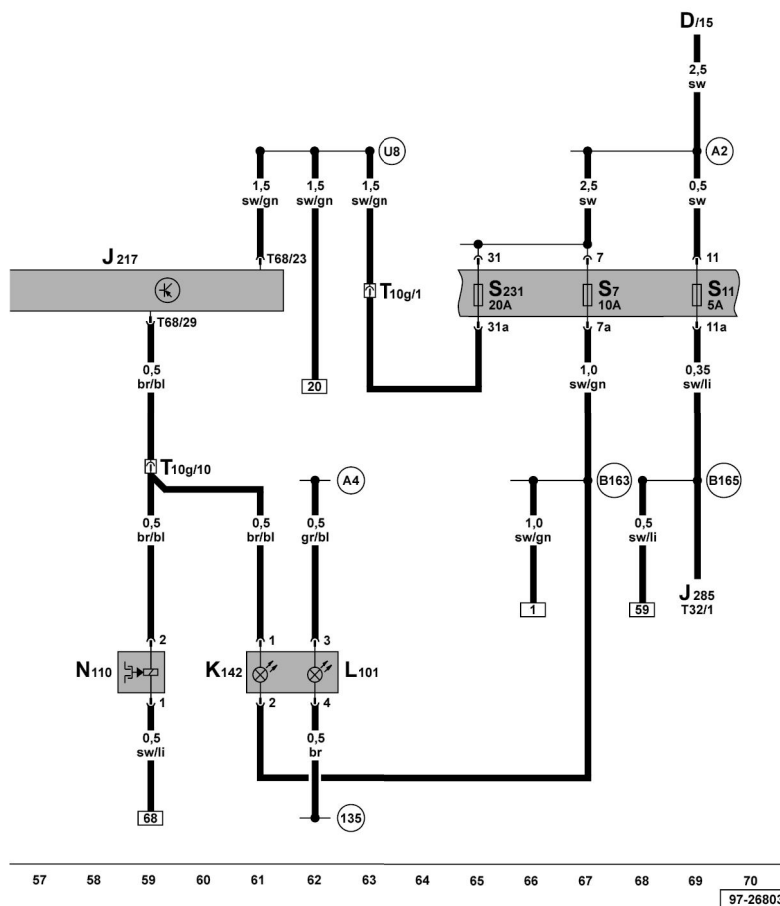 D/15
2,5
sw
U8
A2
1,5
sw/gn
1,5
sw/gn
1,5
sw/gn
2,5
sw
0,5
sw
J217
T68/23
31
7
11
T10g/1
S231
20A
S7
10A
S11
5A
T68/29
31a
7a
11a
0,5
br/bl
20
1,0
sw/gn
0,35
sw/li
T10g/10
A4
B163
B165
0,5
br/bl
0,5
br/bl
0,5
gr/bl
1,0
sw/gn
0,5
sw/li
1
59
J285
T32/1
2
1
3
N110
K142
L101
1
2
4
0,5
sw/li
0,5
br
68
135
57 58 59 60 61 62 63 64 65 66 67 68 69 70
97-26803